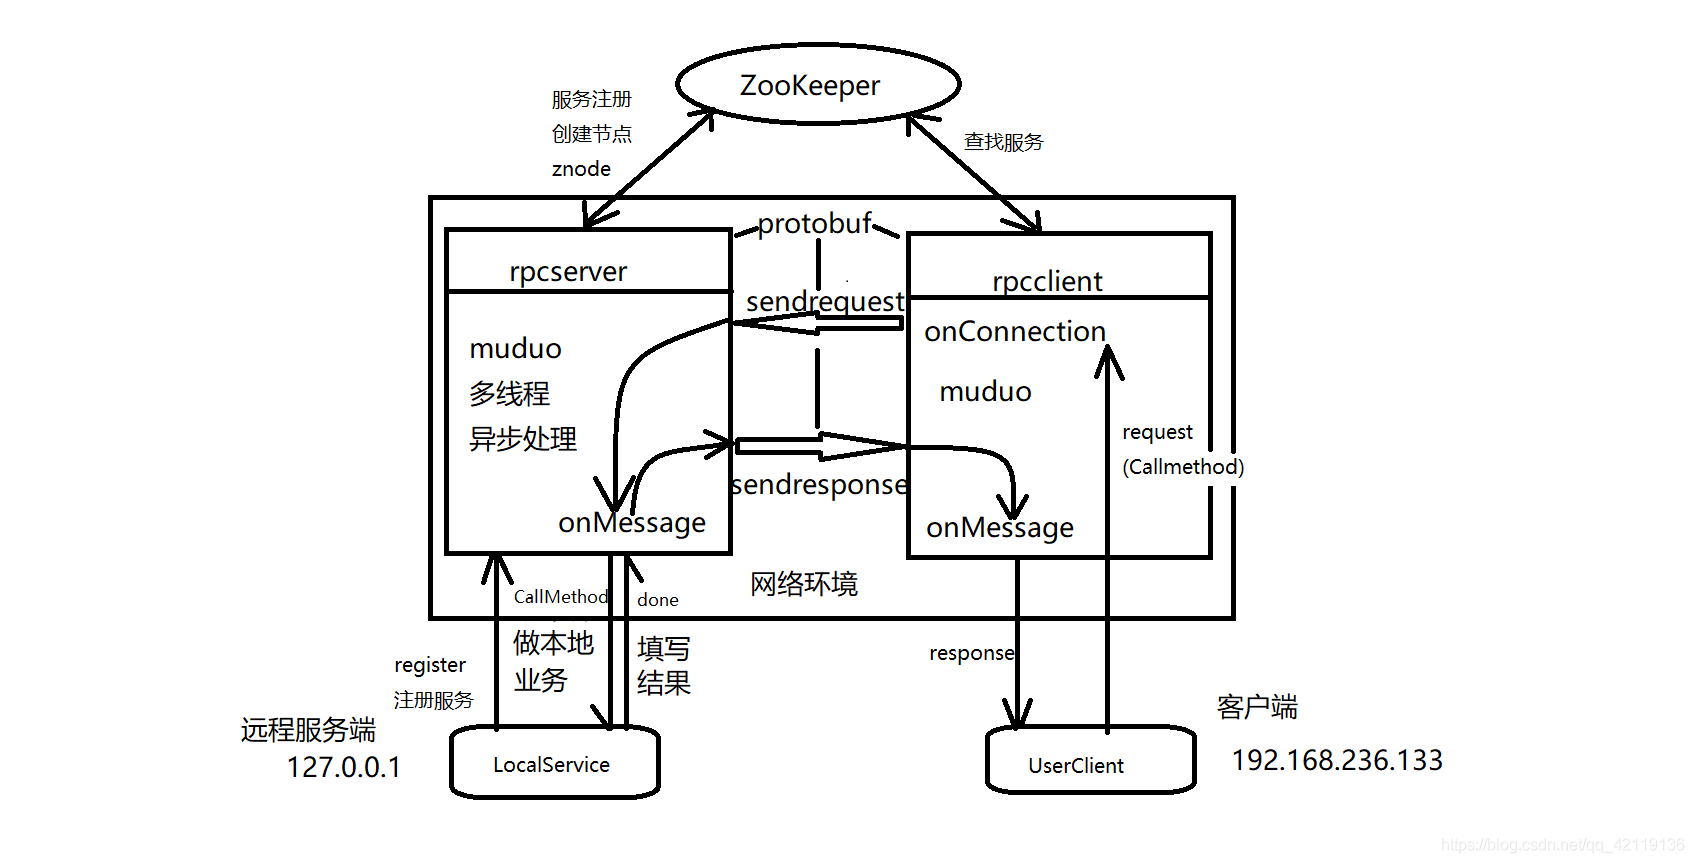 ZooKeeper
服务注册
创建节点
znode
查找服务
protobuf
rpcserver
rpcclient
sendrequest
onConnection
muduo
多线程
异步处理
muduo
request
(Callmethod)
sendresponse
onMessage
onMessage
网络环境
CallMethod
done
做本地
业务
填写
结果
register
注册服务
response
远程服务端
127.0.0.1
LocalService
UserClient
客户端
192.168.236.133
https://blog.csdn.net/qq_42119136